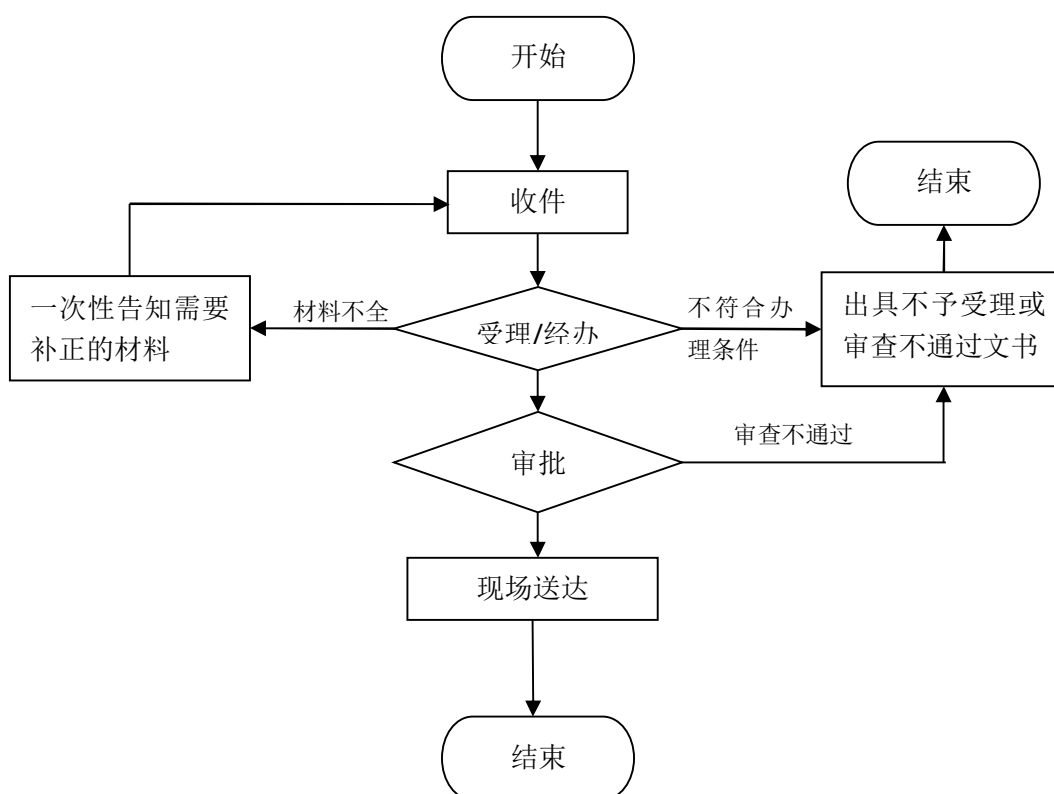 开始
结束
收件
一次性告知需要
补正的材料
材料不全
受理/经办
不符合办
理条件
出具不予受理或
审查不通过文书
审批
审查不通过
现场送达
结束